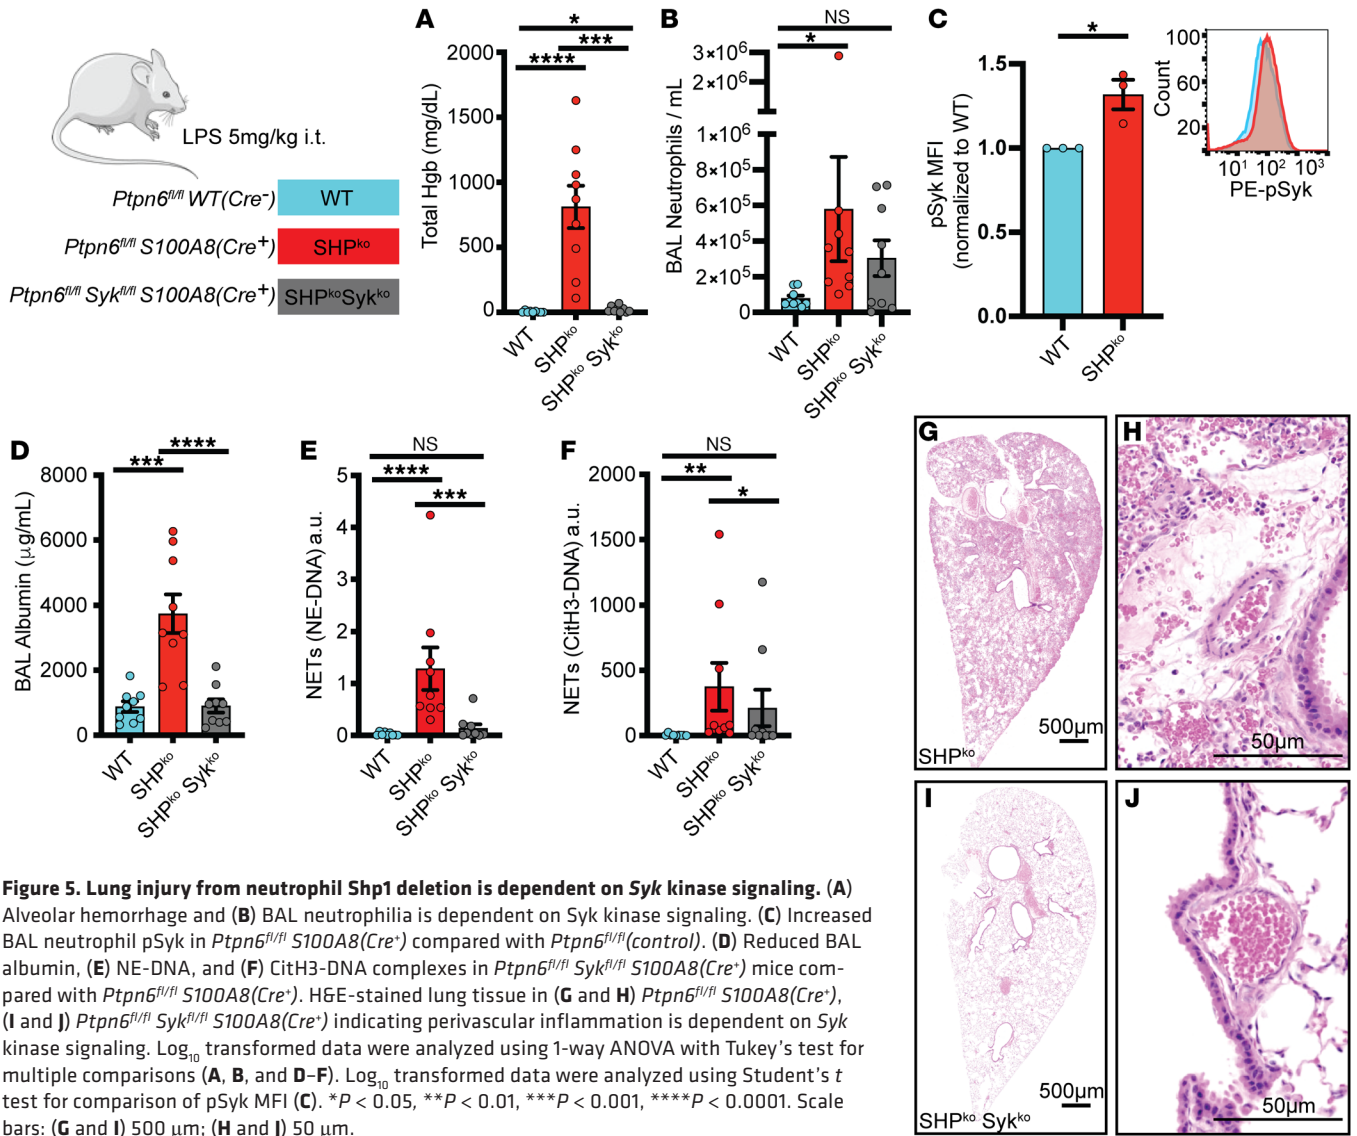 LPS 5mg/kg i.t.
Ptpn6fl/fl WT(Cre-) WT
Ptpn6fl/fl S100A8(Cre+) SHPko
Ptpn6fl/fl Sykfl/fl S100A8(Cre+) SHPkoSykko
A
*
***
****
Total Hgb (mg/dL)
2000
1500
1000
500
0
WT
SHPko
SHPko Sykko
B
NS
*
BAL Neutrophils / mL
3×10⁶
2×10⁶
1×10⁶
8×10⁵
6×10⁵
4×10⁵
2×10⁵
0
WT
SHPko
SHPko Sykko
C
*
pSyk MFI
(normalized to WT)
1.5
1.0
0.5
0.0
WT
SHPko
Count
100
60
20
10¹ 10² 10³
PE-pSyk
D
****
***
BAL Albumin (μg/mL)
8000
6000
4000
2000
0
WT
SHPko
SHPko Sykko
E
NS
****
***
NETs (NE-DNA) a.u.
5
4
3
2
1
0
WT
SHPko
SHPko Sykko
F
NS
**
*
NETs (CitH3-DNA) a.u.
2000
1500
1000
500
0
WT
SHPko
SHPko Sykko
G
500μm
SHPko
H
50μm
I
500μm
SHPko Sykko
J
50μm
Figure 5. Lung injury from neutrophil Shp1 deletion is dependent on Syk kinase signaling. (A)
Alveolar hemorrhage and (B) BAL neutrophilia is dependent on Syk kinase signaling. (C) Increased
BAL neutrophil pSyk in Ptpn6fl/fl S100A8(Cre+) compared with Ptpn6fl/fl(control). (D) Reduced BAL
albumin, (E) NE-DNA, and (F) CitH3-DNA complexes in Ptpn6fl/fl Sykfl/fl S100A8(Cre+) mice com-
pared with Ptpn6fl/fl S100A8(Cre+). H&E-stained lung tissue in (G and H) Ptpn6fl/fl S100A8(Cre+),
(I and J) Ptpn6fl/fl Sykfl/fl S100A8(Cre+) indicating perivascular inflammation is dependent on Syk
kinase signaling. Log10 transformed data were analyzed using 1-way ANOVA with Tukey's test for
multiple comparisons (A, B, and D–F). Log10 transformed data were analyzed using Student's t
test for comparison of pSyk MFI (C). *P < 0.05, **P < 0.01, ***P < 0.001, ****P < 0.0001. Scale
bars: (G and I) 500 μm; (H and J) 50 μm.